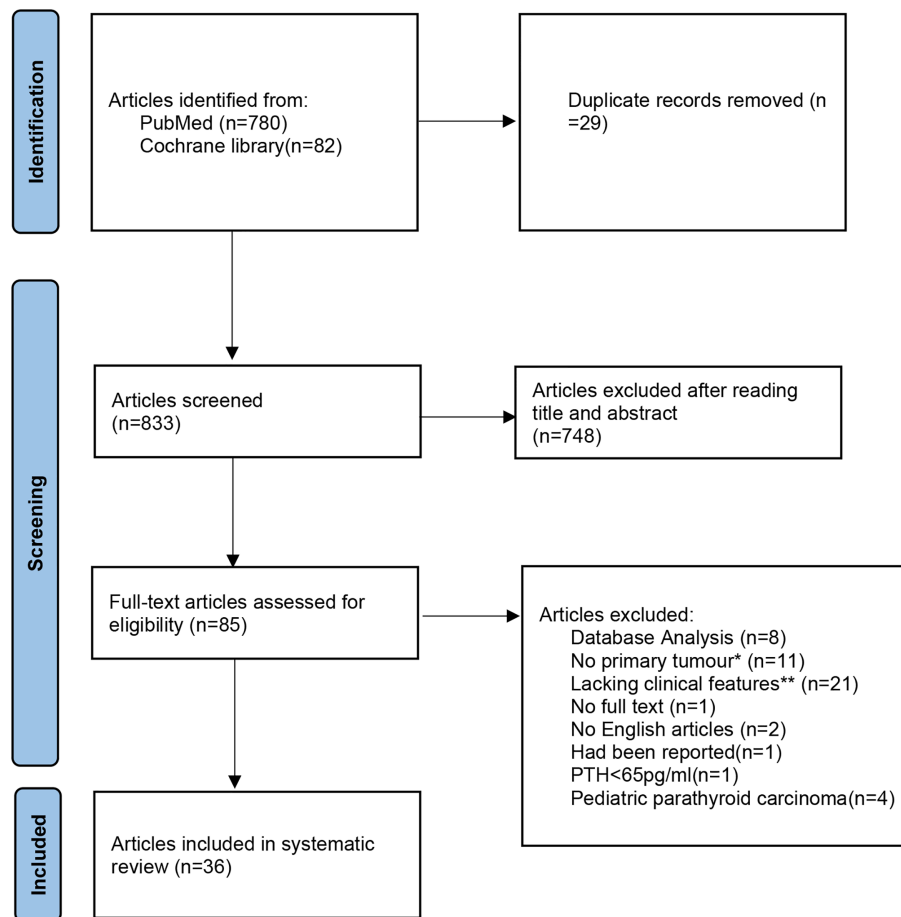 Identification
Articles identified from:
PubMed (n=780)
Cochrane library(n=82)
Duplicate records removed (n
=29)
Screening
Articles screened
(n=833)
Articles excluded after reading
title and abstract
(n=748)
Full-text articles assessed for
eligibility (n=85)
Articles excluded:
Database Analysis (n=8)
No primary tumour* (n=11)
Lacking clinical features** (n=21)
No full text (n=1)
No English articles (n=2)
Had been reported(n=1)
PTH<65pg/ml(n=1)
Pediatric parathyroid carcinoma(n=4)
Included
Articles included in systematic
review (n=36)